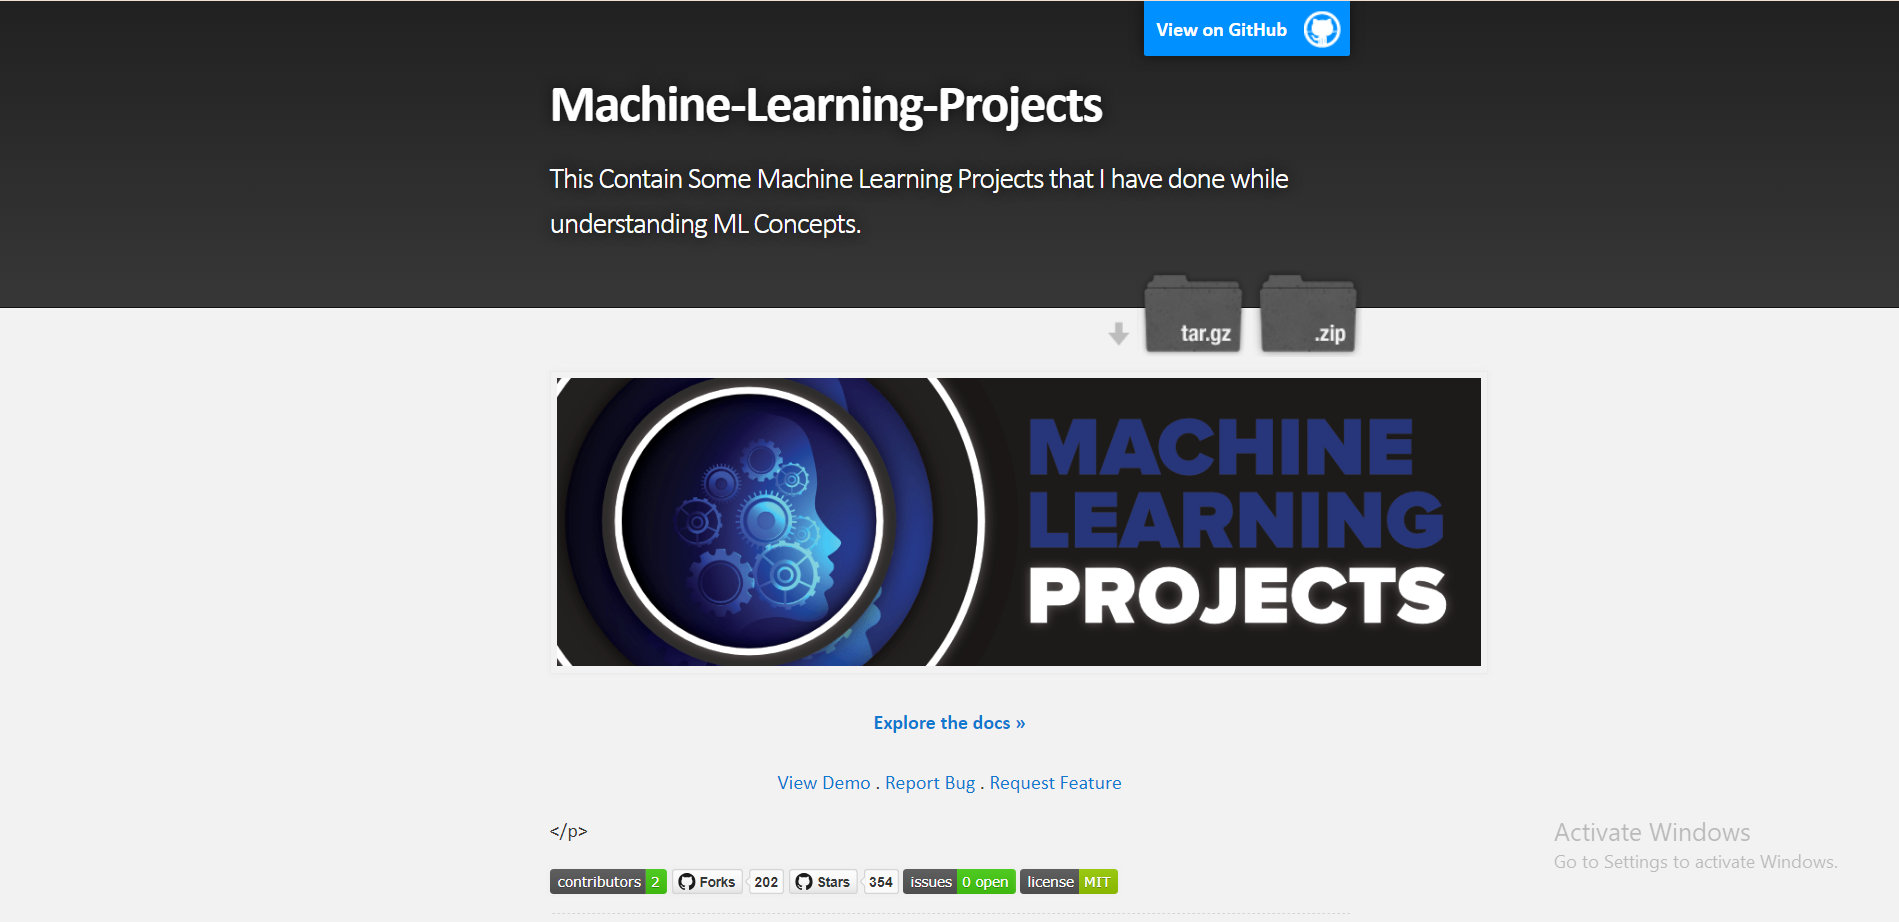 View on GitHub
Machine-Learning-Projects
This Contain Some Machine Learning Projects that I have done while
understanding ML Concepts.
tar.gz .zip
MACHINE
LEARNING
PROJECTS
Explore the docs »
View Demo . Report Bug . Request Feature
</p>
Activate Windows
Go to Settings to activate Windows.
contributors 2 Forks 202 Stars 354 issues 0 open license MIT